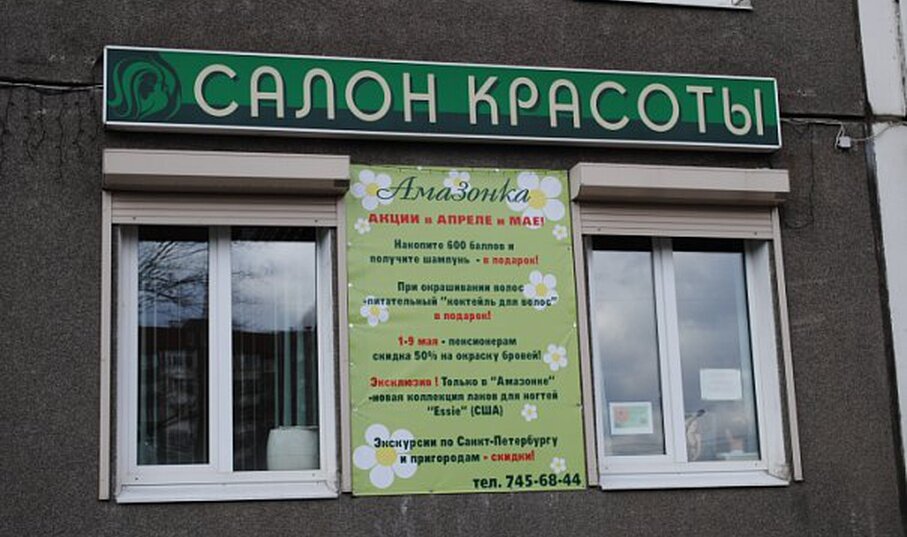 САЛОН КРАСОТЫ
Амазонка
АКЦИИ в АПРЕЛЕ и МАЕ!
Накопите 600 баллов и
получите шампунь - в подарок!
При окрашивании волос
-питательный "коктейль для волос"
в подарок!
1-9 мая - пенсионерам
скидка 50% на окраску бровей!
Эксклюзив ! Только в "Амазонке"
-новая коллекция лаков для ногтей
"Essie" (США)
Экскурсии по Санкт-Петербургу
и пригородам - скидки!
тел. 745-68-44